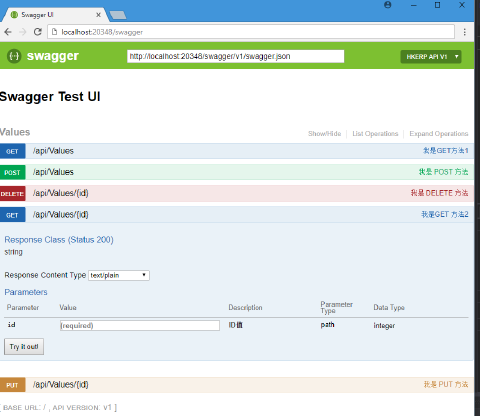 Swagger UI
localhost:20348/swagger
swagger
http://localhost:20348/swagger/v1/swagger.json
HKERP API V1
Swagger Test UI
Values
Show/Hide
List Operations
Expand Operations
GET /api/Values 我是GET方法1
POST /api/Values 我是 POST 方法
DELETE /api/Values/{id} 我是 DELETE 方法
GET /api/Values/{id} 我是GET 方法2
Response Class (Status 200)
string
Response Content Type text/plain
Parameters
Parameter Value Description Parameter Type Data Type
id (required) ID值 path integer
Try it out!
PUT /api/Values/{id} 我是 PUT 方法
[ BASE URL: / , API VERSION: v1 ]